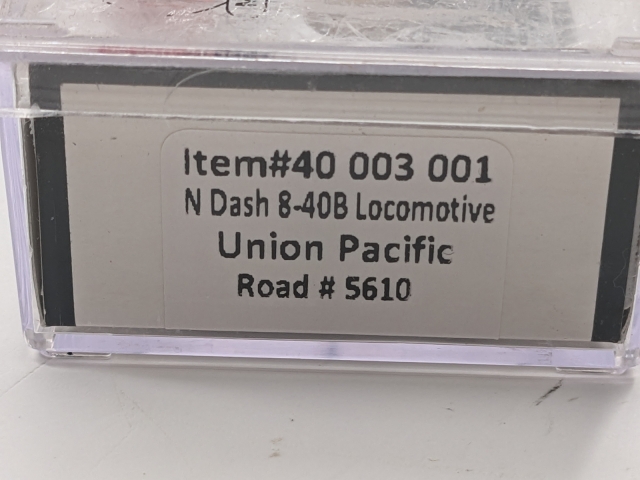 Item#40 003 001
N Dash 8-40B Locomotive
Union Pacific
Road # 5610